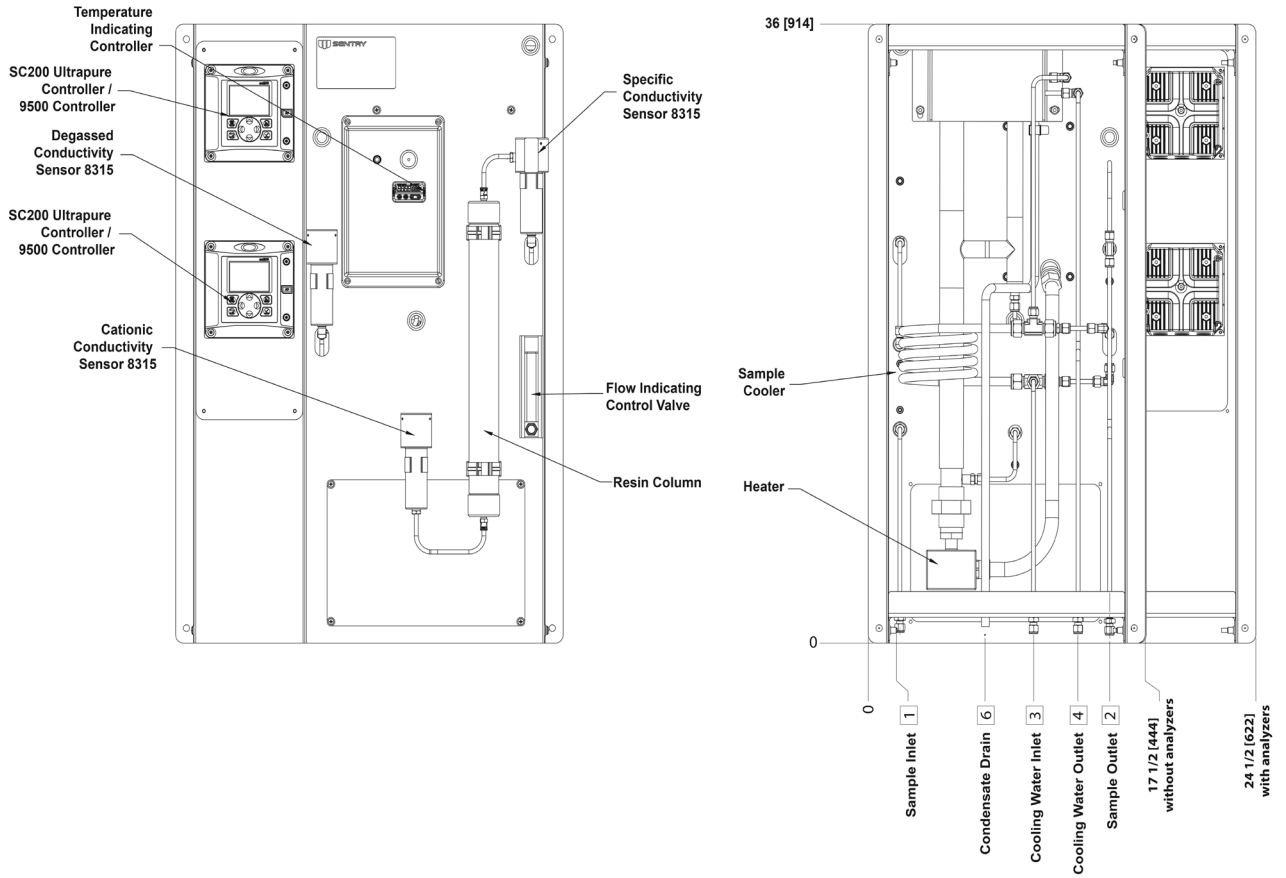 Temperature
Indicating
Controller
SC200 Ultrapure
Controller /
9500 Controller
Degassed
Conductivity
Sensor 8315
SC200 Ultrapure
Controller /
9500 Controller
Cationic
Conductivity
Sensor 8315
SENTRY
Specific
Conductivity
Sensor 8315
Flow Indicating
Control Valve
Resin Column
36 [914]
Sample
Cooler
Heater
0
0
Sample Inlet 1
Condensate Drain 6
Cooling Water Inlet 3
Cooling Water Outlet 4
Sample Outlet 2
17 1/2 [444]
without analyzers
24 1/2 [622]
with analyzers